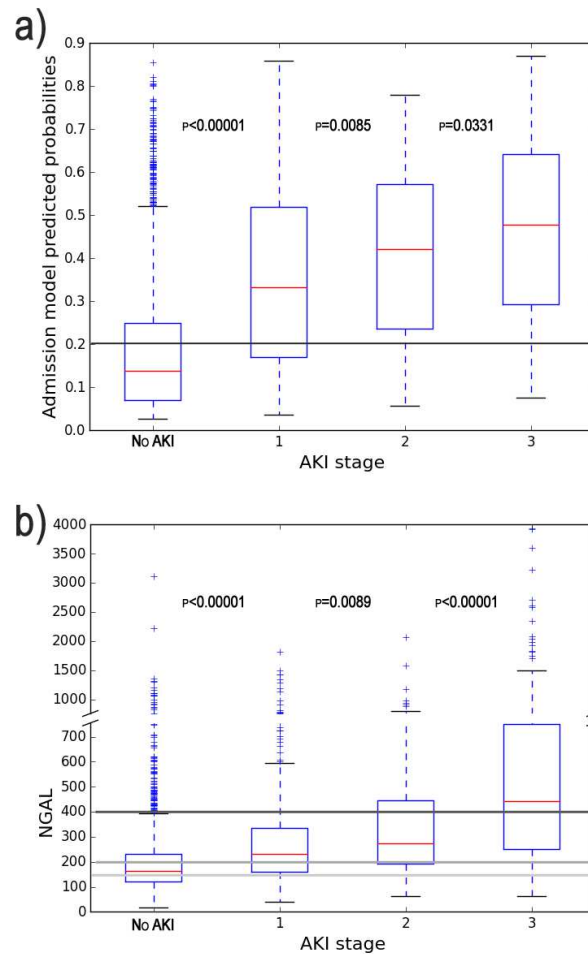 a)
0.9
0.8
0.7
0.6
0.5
0.4
0.3
0.2
0.1
0.0
Admission model predicted probabilities
P<0.00001 P=0.0085 P=0.0331
No AKI 1 2 3
AKI stage
b)
4000
3500
3000
2500
2000
1500
1000
700
600
500
400
300
200
100
0
NGAL
P<0.00001 P=0.0089 P<0.00001
No AKI 1 2 3
AKI stage